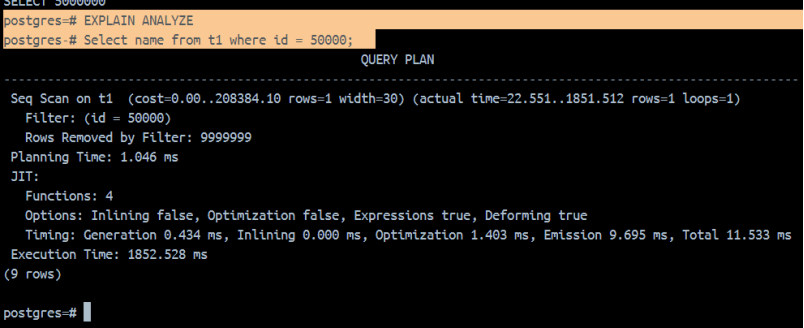 SELECT 5000000
postgres=# EXPLAIN ANALYZE
postgres-# Select name from t1 where id = 50000;
QUERY PLAN
-----------------------------------------------------------------------------------------------------------
Seq Scan on t1  (cost=0.00..208384.10 rows=1 width=30) (actual time=22.551..1851.512 rows=1 loops=1)
Filter: (id = 50000)
Rows Removed by Filter: 9999999
Planning Time: 1.046 ms
JIT:
Functions: 4
Options: Inlining false, Optimization false, Expressions true, Deforming true
Timing: Generation 0.434 ms, Inlining 0.000 ms, Optimization 1.403 ms, Emission 9.695 ms, Total 11.533 ms
Execution Time: 1852.528 ms
(9 rows)
postgres=#